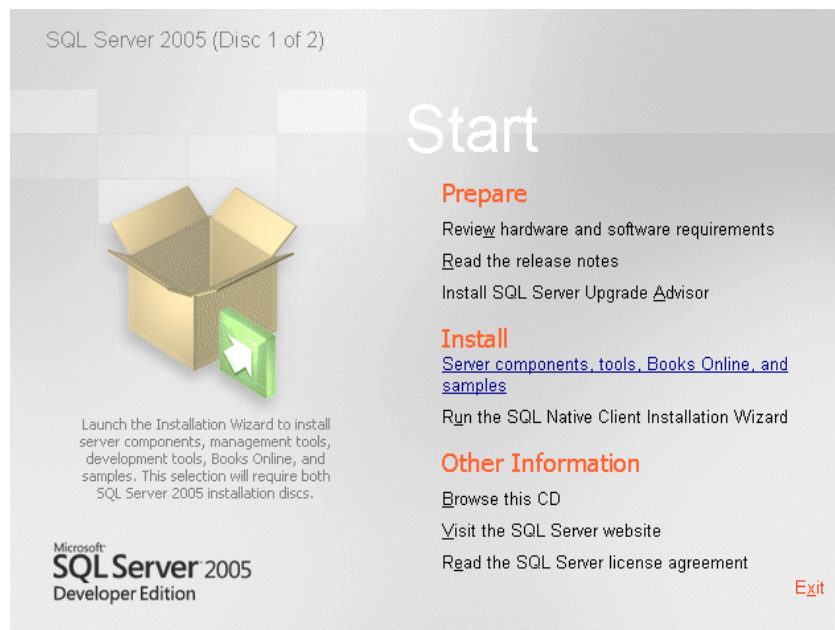 SQL Server 2005 (Disc 1 of 2)
Start
Prepare
Review hardware and software requirements
Read the release notes
Install SQL Server Upgrade Advisor
Install
Server components, tools, Books Online, and
samples
Run the SQL Native Client Installation Wizard
Other Information
Browse this CD
Visit the SQL Server website
Read the SQL Server license agreement
Exit
Launch the Installation Wizard to install
server components, management tools,
development tools, Books Online, and
samples. This selection will require both
SQL Server 2005 installation discs.
Microsoft
SQL Server 2005
Developer Edition